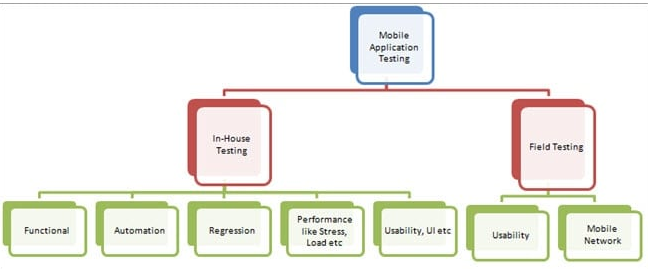 Mobile
Application
Testing
In-House
Testing
Field Testing
Functional
Automation
Regression
Performance
like Stress,
Load etc
Usability, UI etc
Usability
Mobile
Network